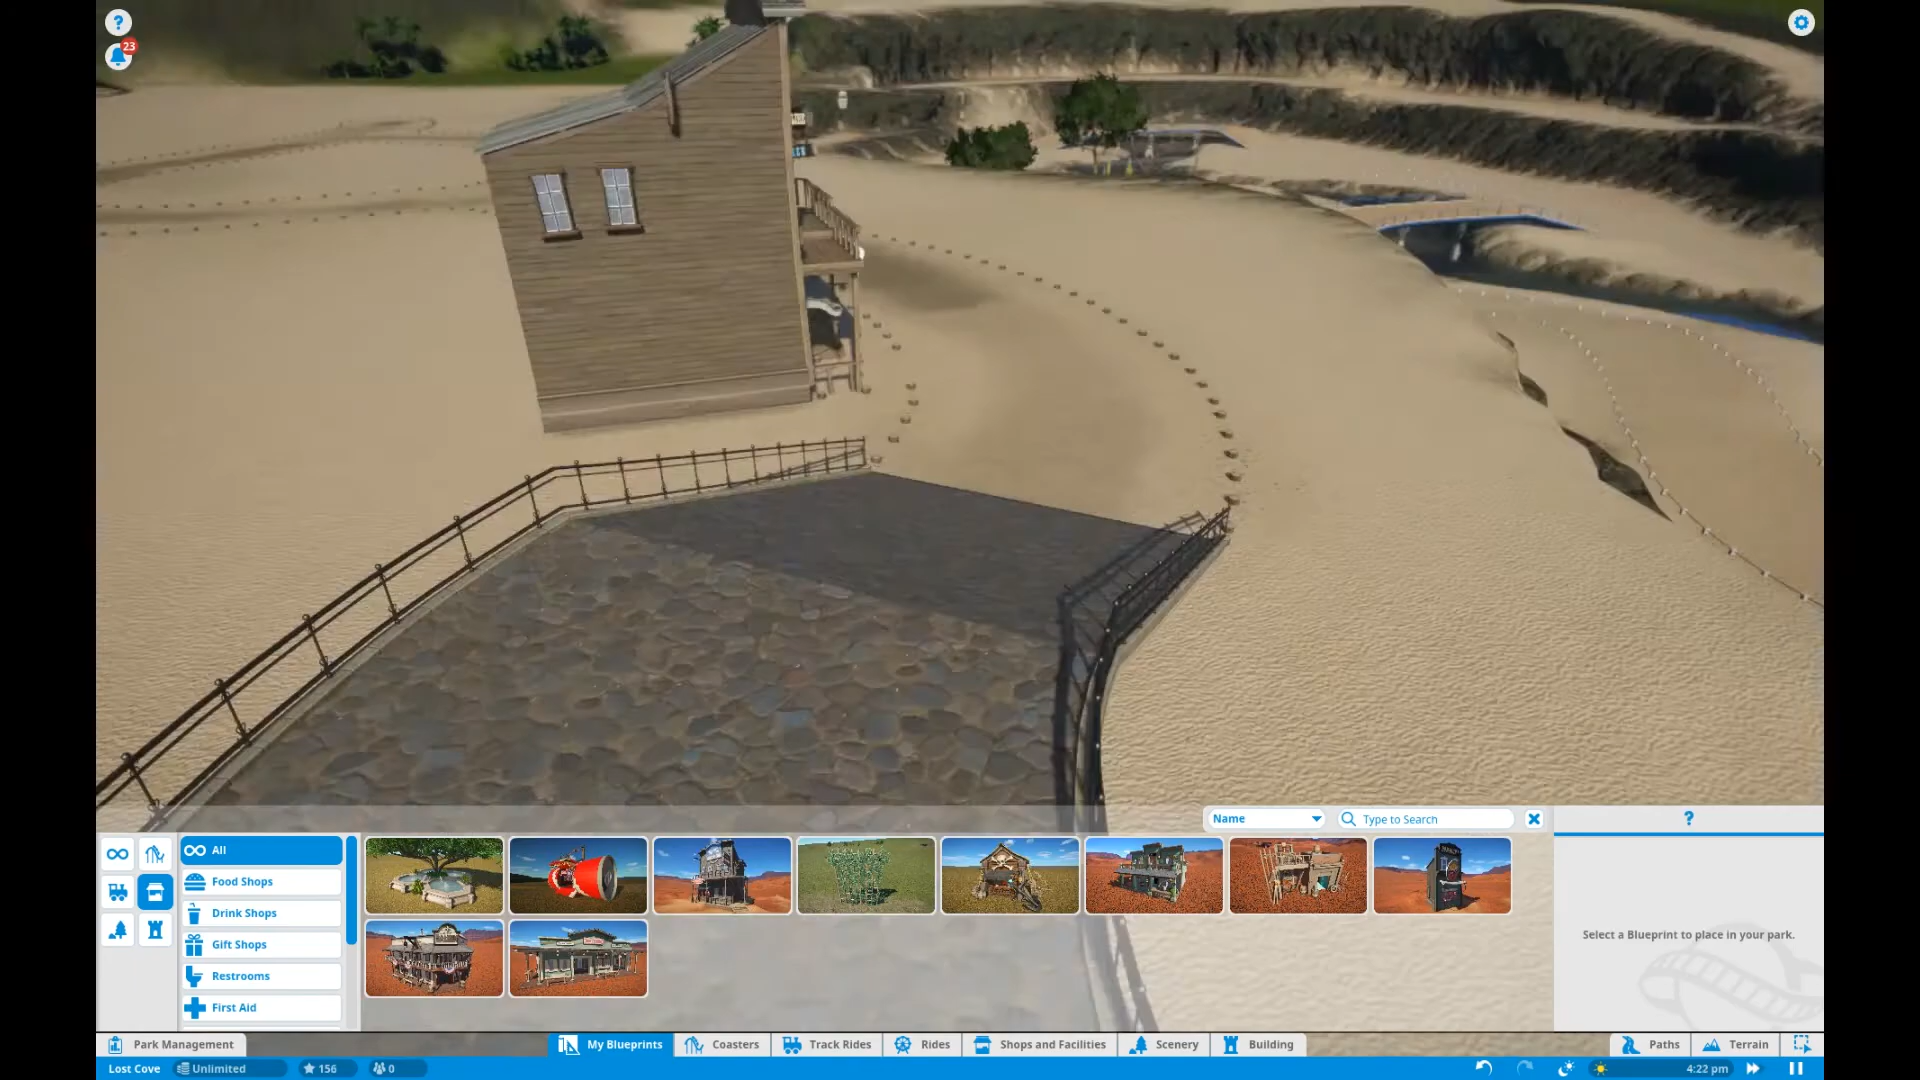 ?
23
Name
Type to Search
?
All
Food Shops
Drink Shops
Gift Shops
Restrooms
First Aid
Select a Blueprint to place in your park.
Park Management
My Blueprints
Coasters
Track Rides
Rides
Shops and Facilities
Scenery
Building
Paths
Terrain
Lost Cove
Unlimited
156
0
4:22 pm